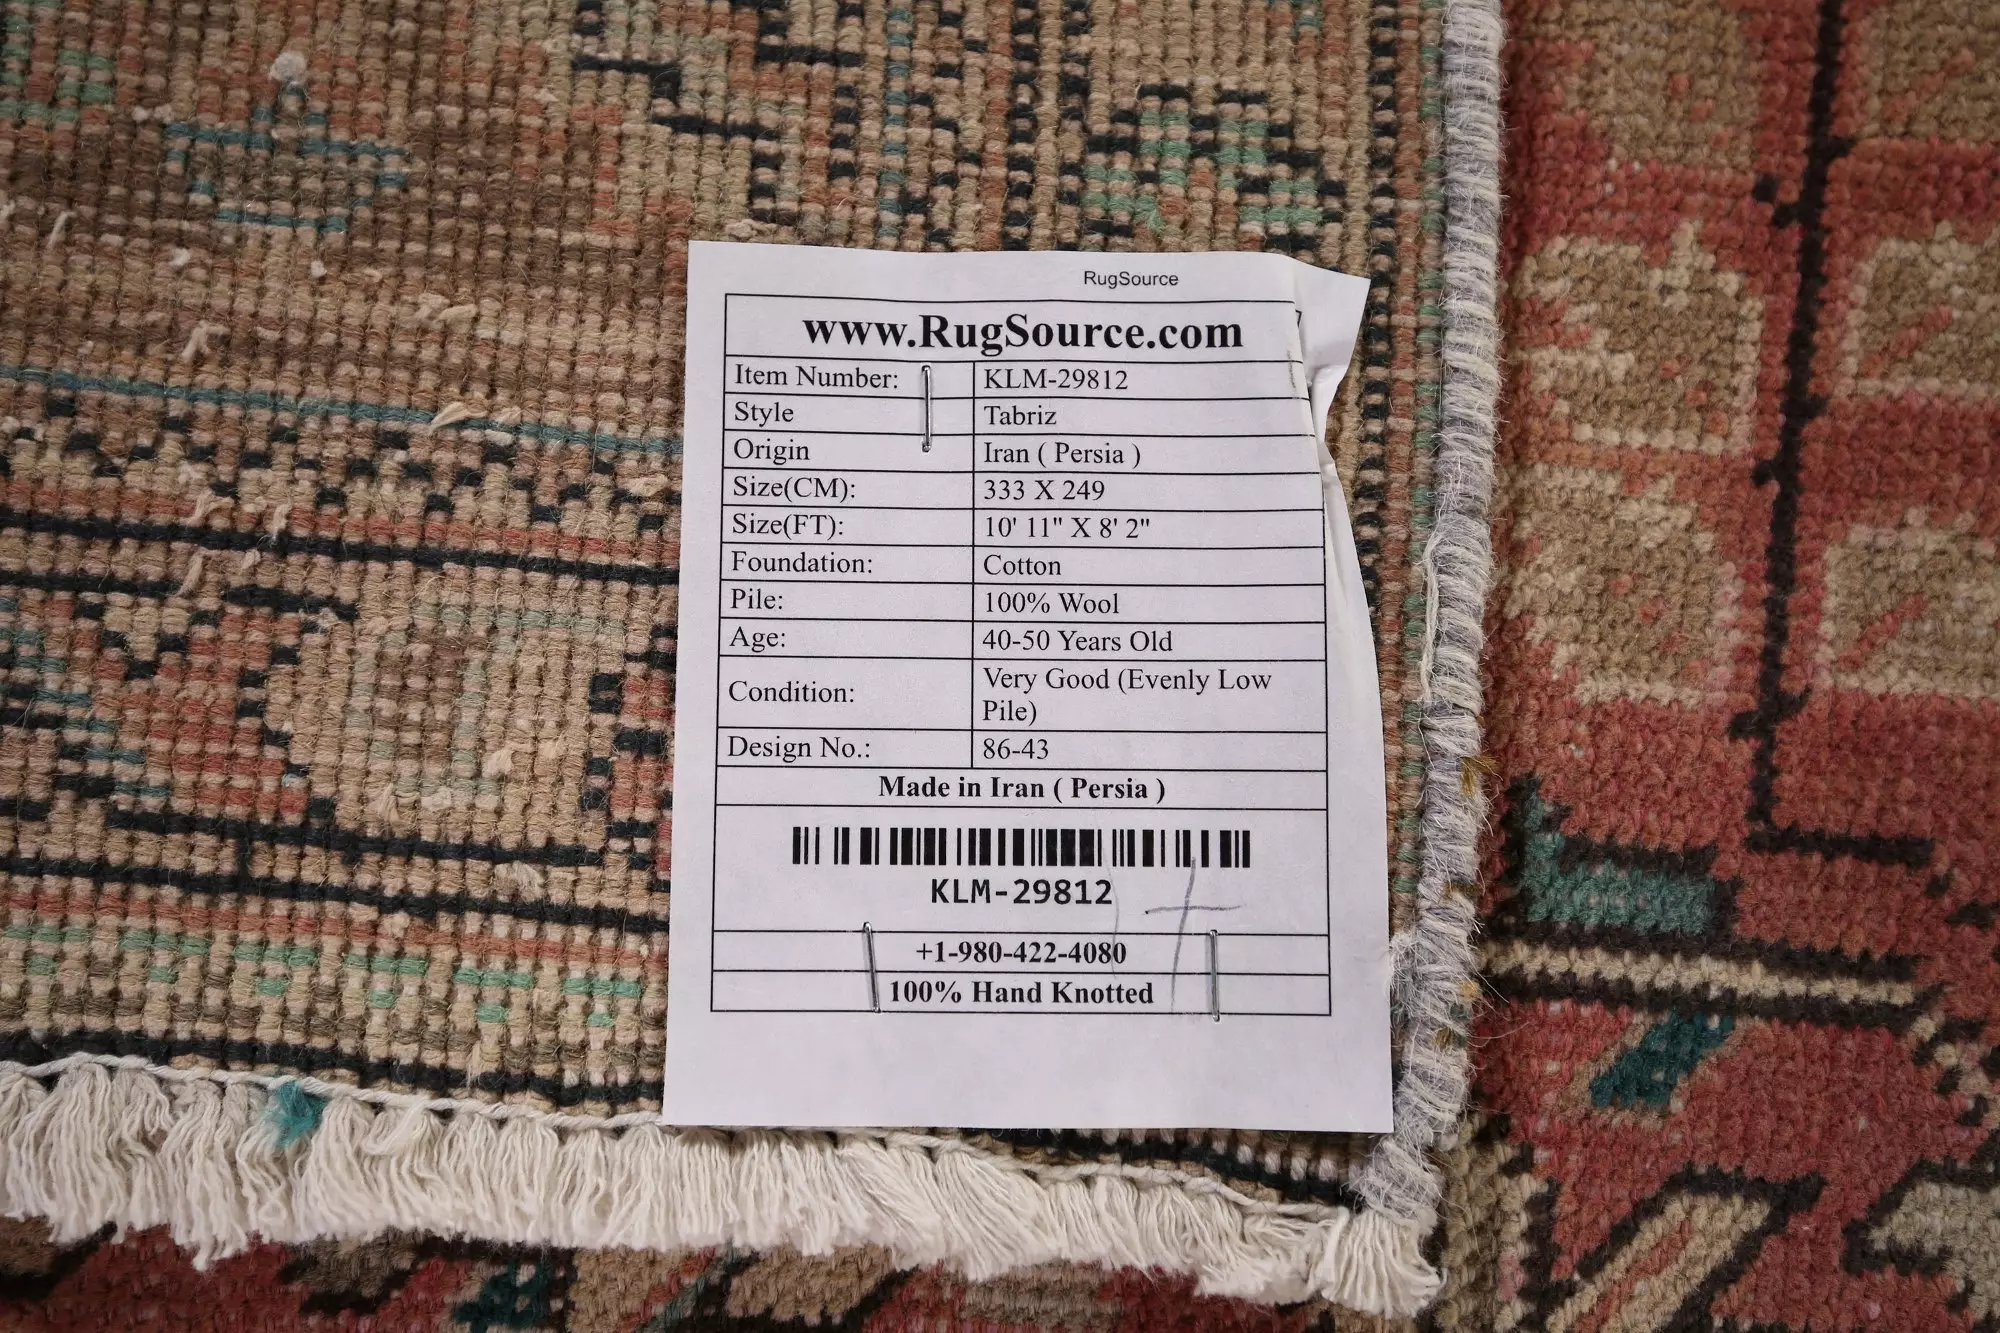 RugSource
www.RugSource.com
Item Number: KLM-29812
Style Tabriz
Origin Iran ( Persia )
Size(CM): 333 X 249
Size(FT): 10' 11" X 8' 2"
Foundation: Cotton
Pile: 100% Wool
Age: 40-50 Years Old
Condition: Very Good (Evenly Low
Pile)
Design No.: 86-43
Made in Iran ( Persia )
KLM-29812
+1-980-422-4080
100% Hand Knotted